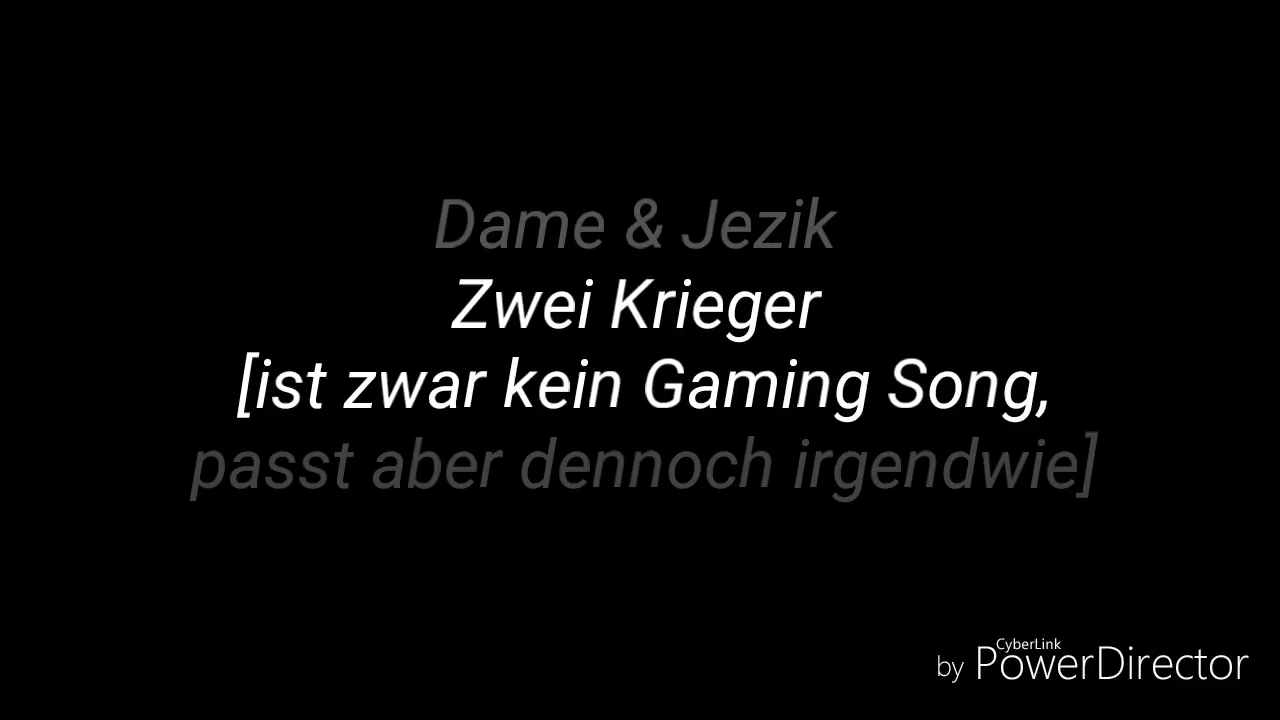 Dame & Jezik
Zwei Krieger
[ist zwar kein Gaming Song,
passt aber dennoch irgendwie]
CyberLink
by PowerDirector